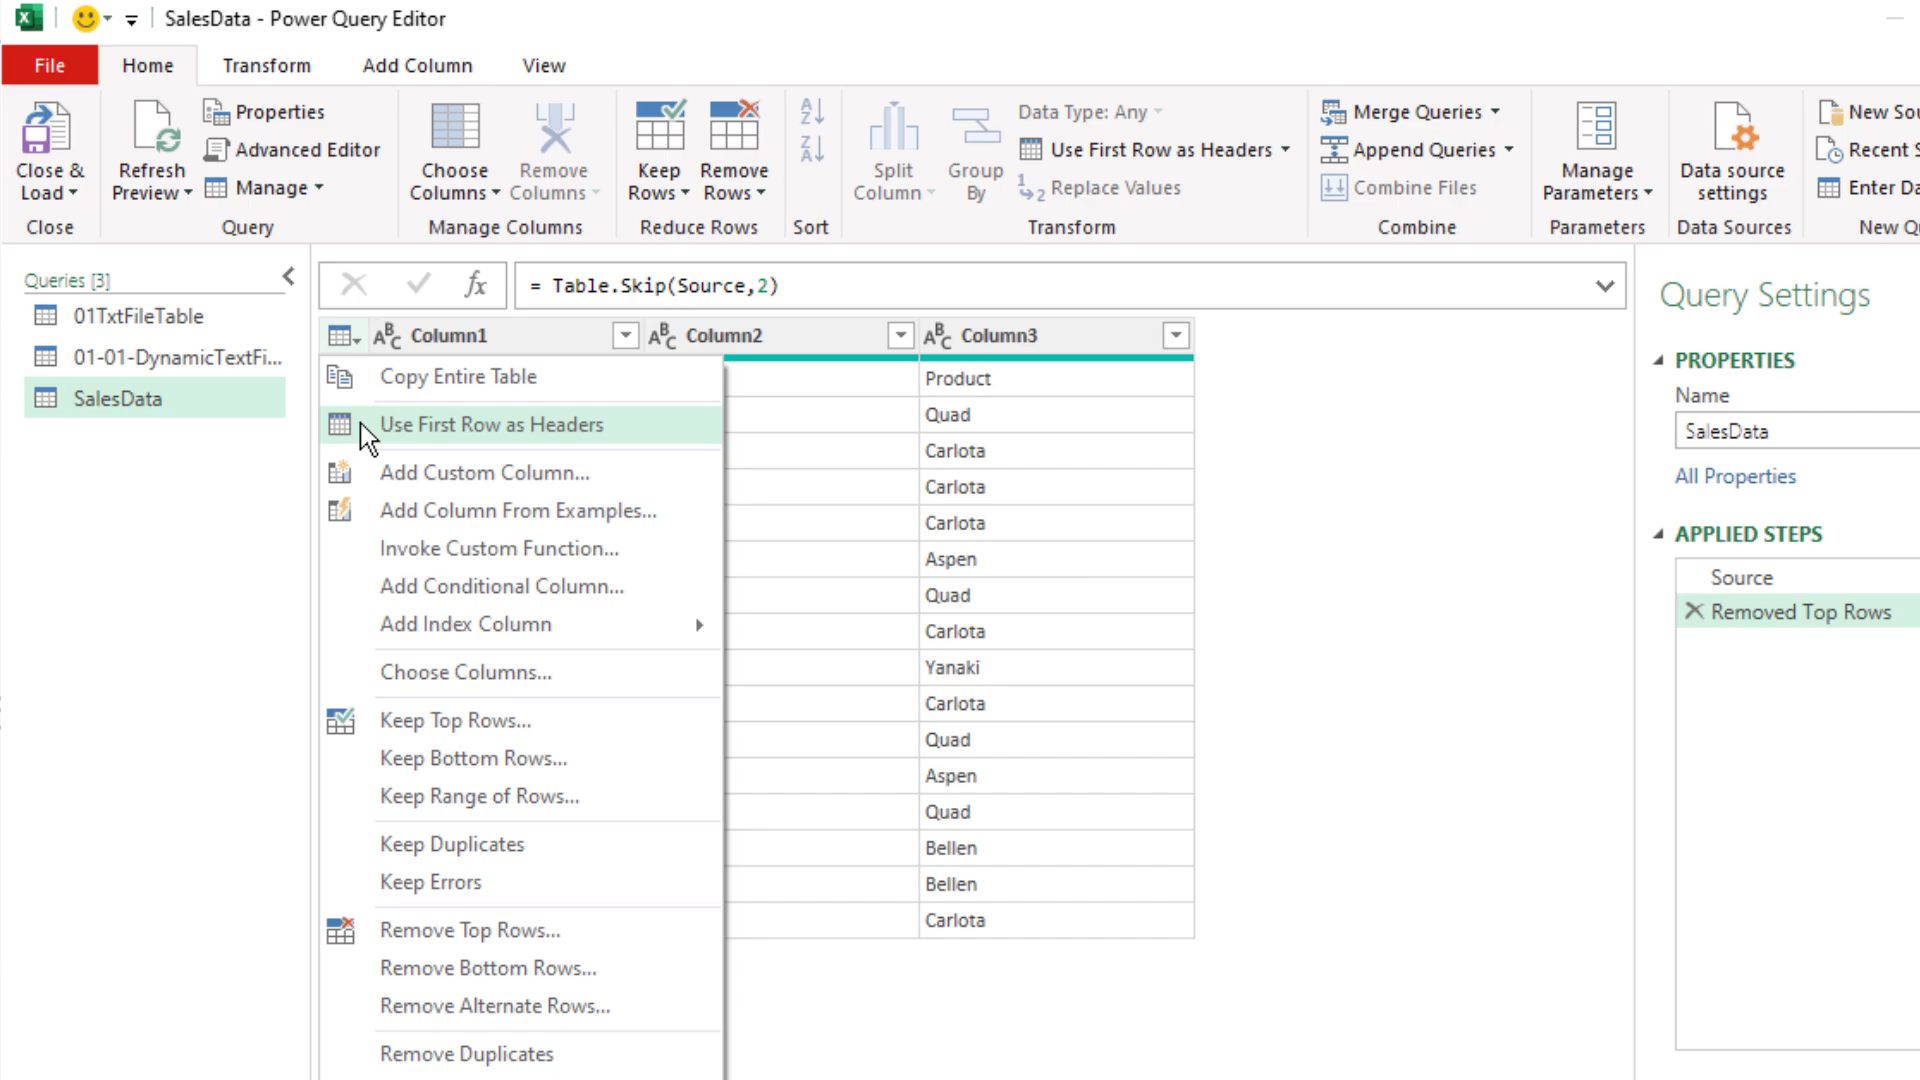 SalesData - Power Query Editor
File Home Transform Add Column View
Close & Load
Close
Refresh Preview
Properties
Advanced Editor
Manage
Query
Choose Columns
Remove Columns
Manage Columns
Keep Rows
Remove Rows
Reduce Rows
Sort
Split Column
Group By
Data Type: Any
Use First Row as Headers
Replace Values
Transform
Merge Queries
Append Queries
Combine Files
Combine
Manage Parameters
Parameters
Data source settings
Data Sources
New Sou
Recent S
Enter Da
New Qu
Queries [3]
01TxtFileTable
01-01-DynamicTextFi...
SalesData
fx = Table.Skip(Source,2)
Column1 Column2 Column3
Copy Entire Table
Use First Row as Headers
Add Custom Column...
Add Column From Examples...
Invoke Custom Function...
Add Conditional Column...
Add Index Column
Choose Columns...
Keep Top Rows...
Keep Bottom Rows...
Keep Range of Rows...
Keep Duplicates
Keep Errors
Remove Top Rows...
Remove Bottom Rows...
Remove Alternate Rows...
Remove Duplicates
Product
Quad
Carlota
Carlota
Carlota
Aspen
Quad
Carlota
Yanaki
Carlota
Quad
Aspen
Quad
Bellen
Bellen
Carlota
Query Settings
PROPERTIES
Name
SalesData
All Properties
APPLIED STEPS
Source
Removed Top Rows